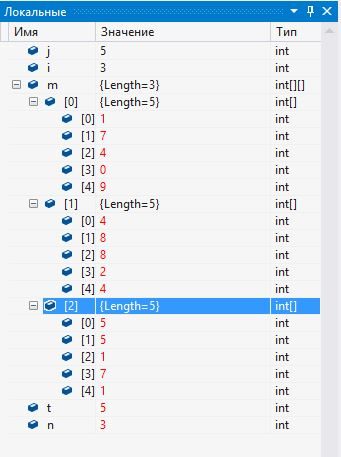 Локальные
Имя Значение Тип
j 5 int
i 3 int
m {Length=3} int[][]
[0] {Length=5} int[]
[0] 1 int
[1] 7 int
[2] 4 int
[3] 0 int
[4] 9 int
[1] {Length=5} int[]
[0] 4 int
[1] 8 int
[2] 8 int
[3] 2 int
[4] 4 int
[2] {Length=5} int[]
[0] 5 int
[1] 5 int
[2] 1 int
[3] 7 int
[4] 1 int
t 5 int
n 3 int